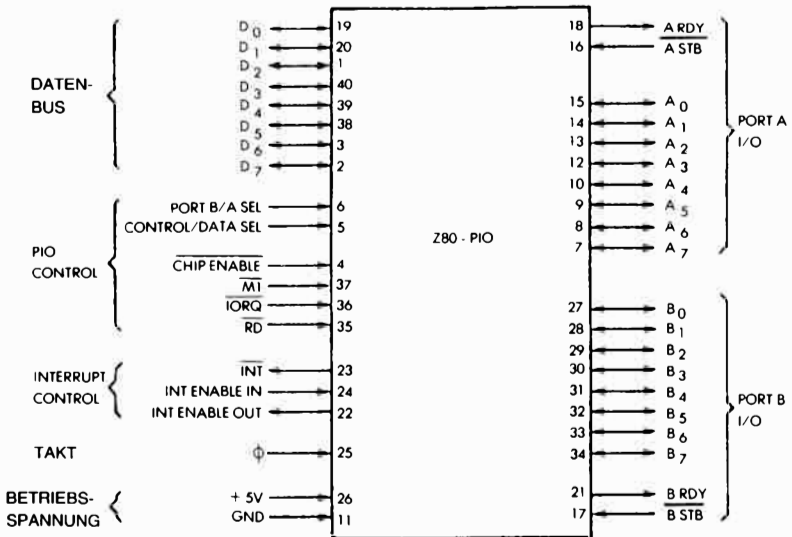 DATEN-
BUS
D0 19
D1 20
D2 1
D3 40
D4 39
D5 38
D6 3
D7 2
PIO
CONTROL
PORT B/A SEL 6
CONTROL/DATA SEL 5
CHIP ENABLE 4
M1 37
IORQ 36
RD 35
INTERRUPT
CONTROL
INT 23
INT ENABLE IN 24
INT ENABLE OUT 22
TAKT
Φ 25
BETRIEBS-
SPANNUNG
+ 5V 26
GND 11
Z80 - PIO
18 A RDY
16 A STB
15 A0
14 A1
13 A2
12 A3
10 A4
9 A5
8 A6
7 A7
PORT A
I/O
27 B0
28 B1
29 B2
30 B3
31 B4
32 B5
33 B6
34 B7
21 B RDY
17 B STB
PORT B
I/O